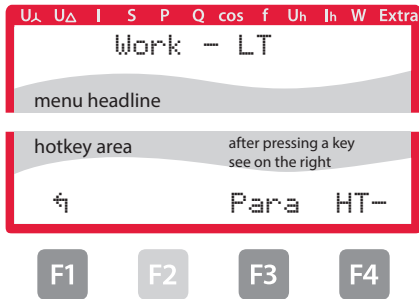 U⅄ U△ I S P Q cos f Uh Ih W Extra
Work - LT
menu headline
hotkey area
after pressing a key
see on the right
↰ Para HT-
F1 F2 F3 F4